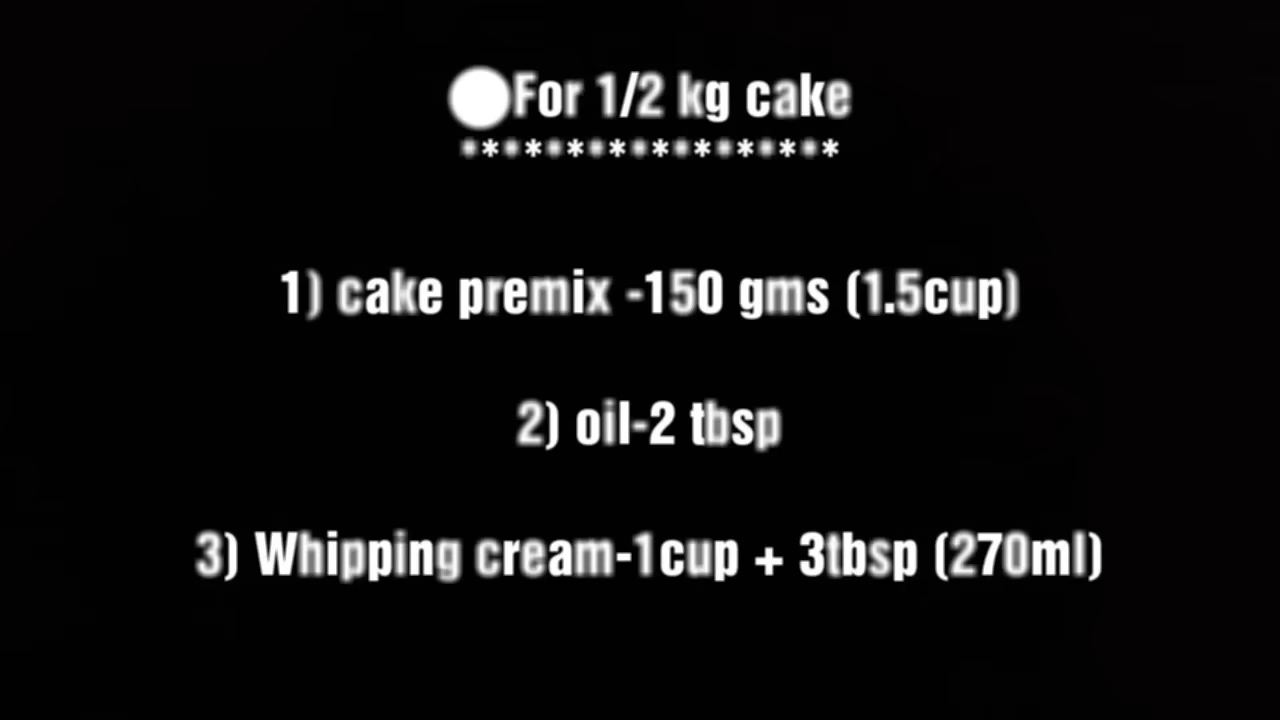 ⚪For 1/2 kg cake
******************
1) cake premix -150 gms (1.5cup)
2) oil-2 tbsp
3) Whipping cream-1cup + 3tbsp (270ml)